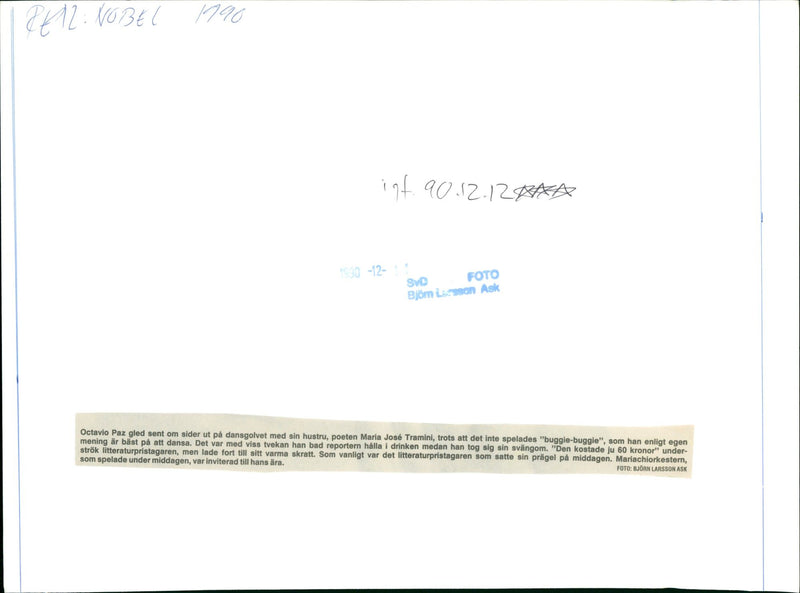 NOBEL 1990
inf. 90.12.12
1990 -12-
SvD FOTO
Björn Larsson Ask
Octavio Paz gled sent om sider ut på dansgolvet med sin hustru, poeten Maria José Tramini, trots att det inte spelades "buggie-buggie", som han enligt egen
mening är bäst på att dansa. Det var med viss tvekan han bad reportern hålla i drinken medan han tog sig sin svängom. "Den kostade ju 60 kronor" under-
strök litteraturpristagaren, men lade fort till sitt varma skratt. Som vanligt var det litteraturpristagaren som satte sin prägel på middagen. Mariachiorkestern,
som spelade under middagen, var inviterad till hans ära.
FOTO: BJÖRN LARSSON ASK